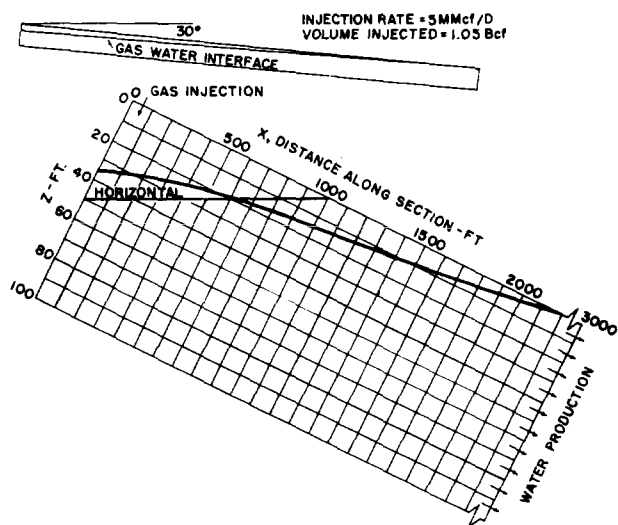 INJECTION RATE = 5MMcf/D
VOLUME INJECTED = 1.05 Bcf
30°
GAS WATER INTERFACE
GAS INJECTION
0 0
500
X, DISTANCE ALONG SECTION - FT
1000
1500
2000
3000
20
40
60
80
100
Z - FT.
HORIZONTAL
WATER PRODUCTION